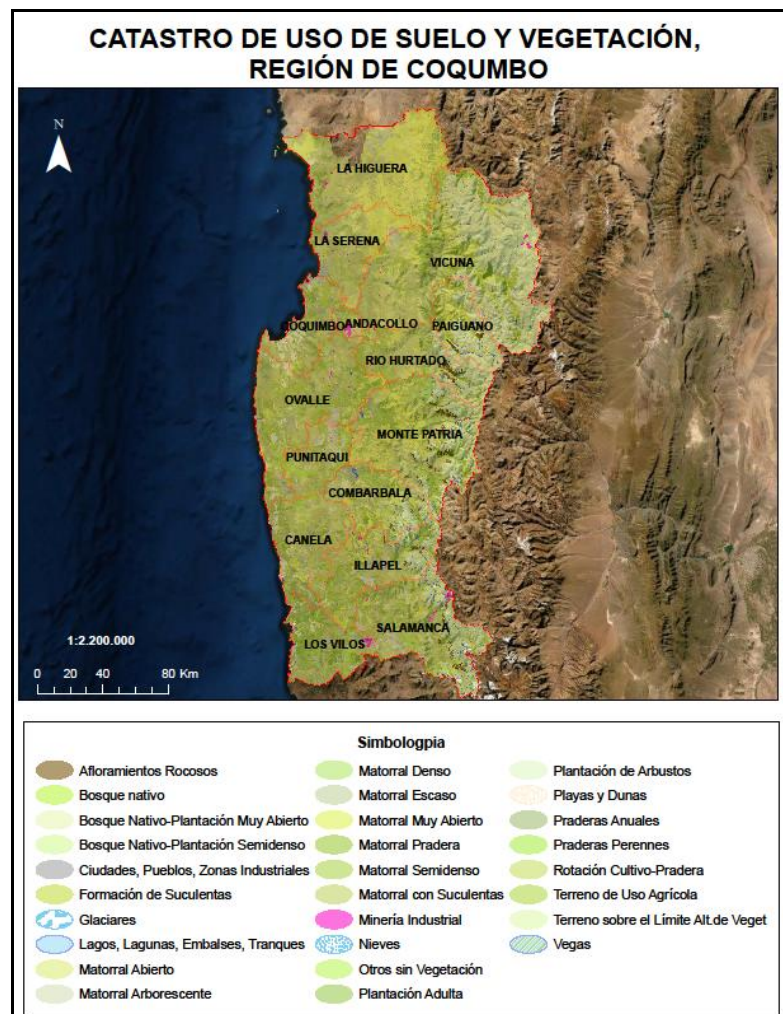 CATASTRO DE USO DE SUELO Y VEGETACIÓN,
REGIÓN DE COQUMBO
N
LA HIGUERA
LA SERENA
VICUNA
COQUIMBO
ANDACOLLO
PAIGUANO
RIO HURTADO
OVALLE
MONTE PATRIA
PUNITAQUI
COMBARBALA
CANELA
ILLAPEL
SALAMANCA
LOS VILOS
1:2.200.000
0 20 40 80 Km
Simbologpia
Afloramientos Rocosos
Bosque nativo
Bosque Nativo-Plantación Muy Abierto
Bosque Nativo-Plantación Semidenso
Ciudades, Pueblos, Zonas Industriales
Formación de Suculentas
Glaciares
Lagos, Lagunas, Embalses, Tranques
Matorral Abierto
Matorral Arborescente
Matorral Denso
Matorral Escaso
Matorral Muy Abierto
Matorral Pradera
Matorral Semidenso
Matorral con Suculentas
Minería Industrial
Nieves
Otros sin Vegetación
Plantación Adulta
Plantación de Arbustos
Playas y Dunas
Praderas Anuales
Praderas Perennes
Rotación Cultivo-Pradera
Terreno de Uso Agrícola
Terreno sobre el Límite Alt.de Veget
Vegas